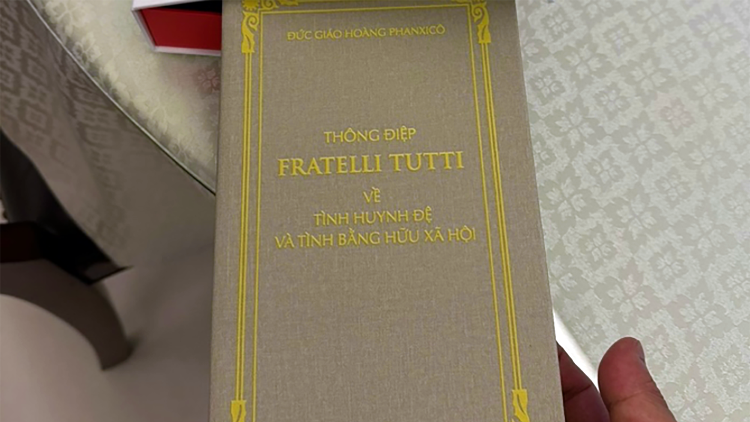 ĐỨC GIÁO HOÀNG PHANXICÔ
THÔNG ĐIỆP
FRATELLI TUTTI
VỀ
TÌNH HUYNH ĐỆ
VÀ TÌNH BẰNG HỮU XÃ HỘI